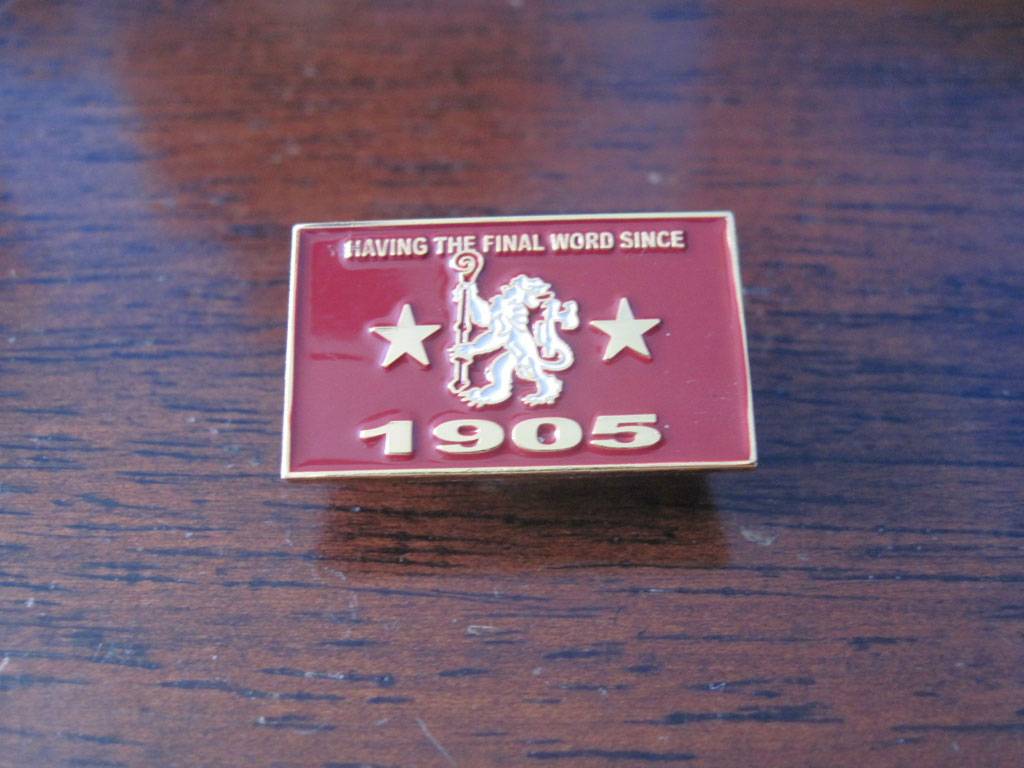 HAVING THE FINAL WORD SINCE
1905